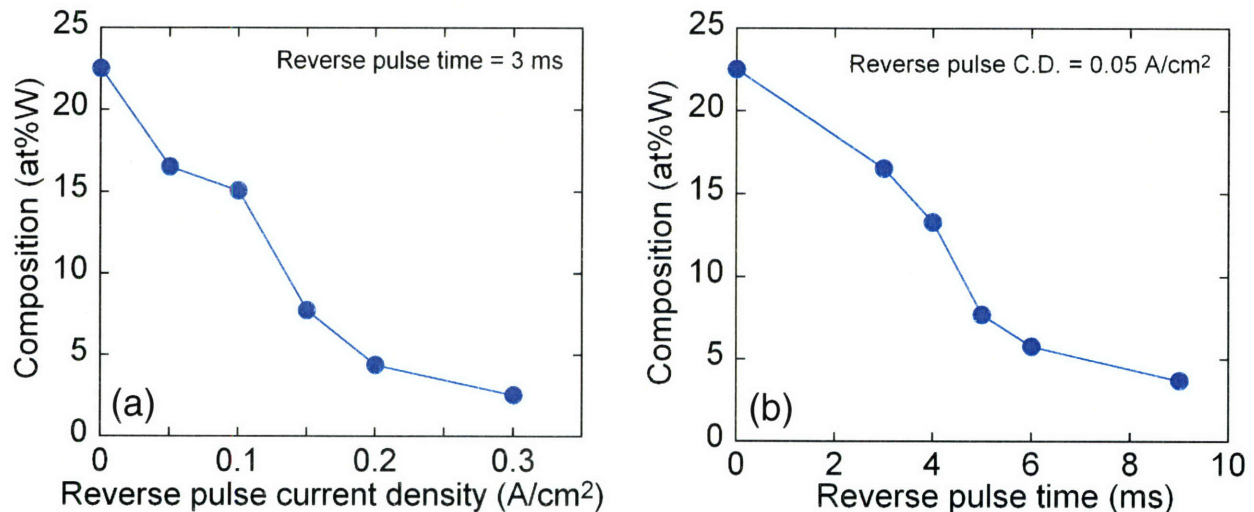 25
20
15
10
5
0
Composition (at%W)
Reverse pulse time = 3 ms
(a)
0 0.1 0.2 0.3
Reverse pulse current density (A/cm²)
25
20
15
10
5
0
Composition (at%W)
Reverse pulse C.D. = 0.05 A/cm²
(b)
0 2 4 6 8 10
Reverse pulse time (ms)